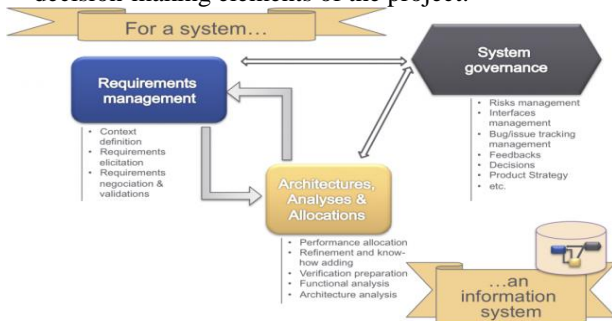 decision-making elements of the project.
For a system…
Requirements
management
• Context
definition
• Requirements
elicitation
• Requirements
negociation &
validations
System
governance
• Risks management
• Interfaces
management
• Bug/issue tracking
management
• Feedbacks
• Decisions
• Product Strategy
• etc.
Architectures,
Analyses &
Allocations
• Performance allocation
• Refinement and know-
how adding
• Verification preparation
• Functional analysis
• Architecture analysis
…an
information
system